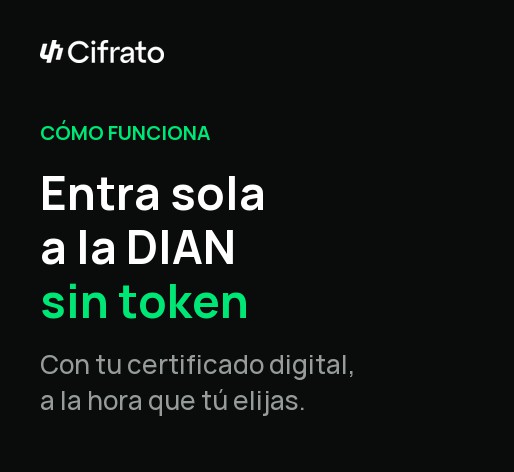 Cifrato
CÓMO FUNCIONA
Entra sola
a la DIAN
sin token
Con tu certificado digital,
a la hora que tú elijas.